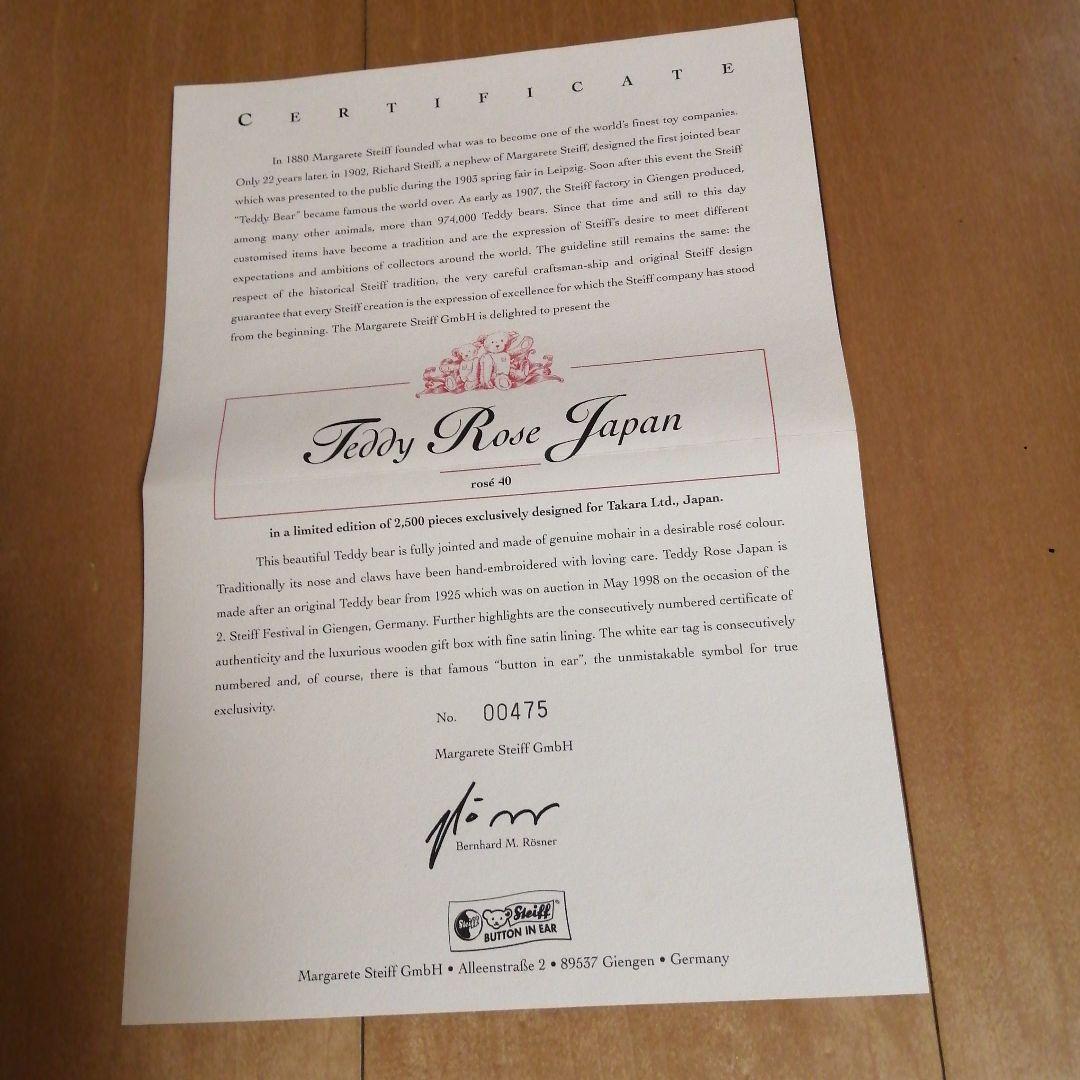 CERTIFICATE
In 1880 Margarete Steiff founded what was to become one of the world's finest toy companies.
Only 22 years later, in 1902, Richard Steiff, a nephew of Margarete Steiff, designed the first jointed bear
which was presented to the public during the 1903 spring fair in Leipzig. Soon after this event the Steiff
"Teddy Bear" became famous the world over. As early as 1907, the Steiff factory in Giengen produced,
among many other animals, more than 974,000 Teddy bears. Since that time and still to this day
customised items have become a tradition and are the expression of Steiff's desire to meet different
expectations and ambitions of collectors around the world. The guideline still remains the same: the
respect of the historical Steiff tradition, the very careful craftsman-ship and original Steiff design
guarantee that every Steiff creation is the expression of excellence for which the Steiff company has stood
from the beginning. The Margarete Steiff GmbH is delighted to present the
Teddy Rose Japan
rosé 40
in a limited edition of 2,500 pieces exclusively designed for Takara Ltd., Japan.
This beautiful Teddy bear is fully jointed and made of genuine mohair in a desirable rosé colour.
Traditionally its nose and claws have been hand-embroidered with loving care. Teddy Rose Japan is
made after an original Teddy bear from 1925 which was on auction in May 1998 on the occasion of the
2. Steiff Festival in Giengen, Germany. Further highlights are the consecutively numbered certificate of
authenticity and the luxurious wooden gift box with fine satin lining. The white ear tag is consecutively
numbered and, of course, there is that famous "button in ear", the unmistakable symbol for true
exclusivity.
No. 00475
Margarete Steiff GmbH
Bernhard M. Rösner
Steiff Steiff®
BUTTON IN EAR
Margarete Steiff GmbH • Alleenstraße 2 • 89537 Giengen • Germany